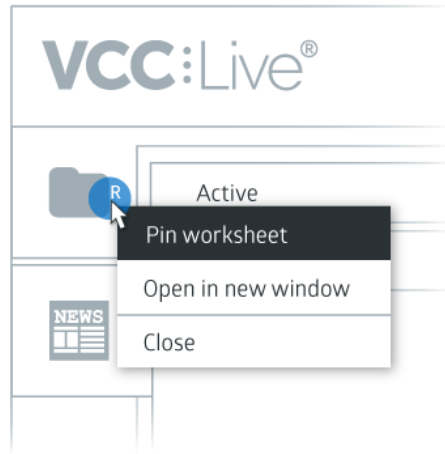 VCC:Live®
R
Active
Pin worksheet
Open in new window
NEWS
Close